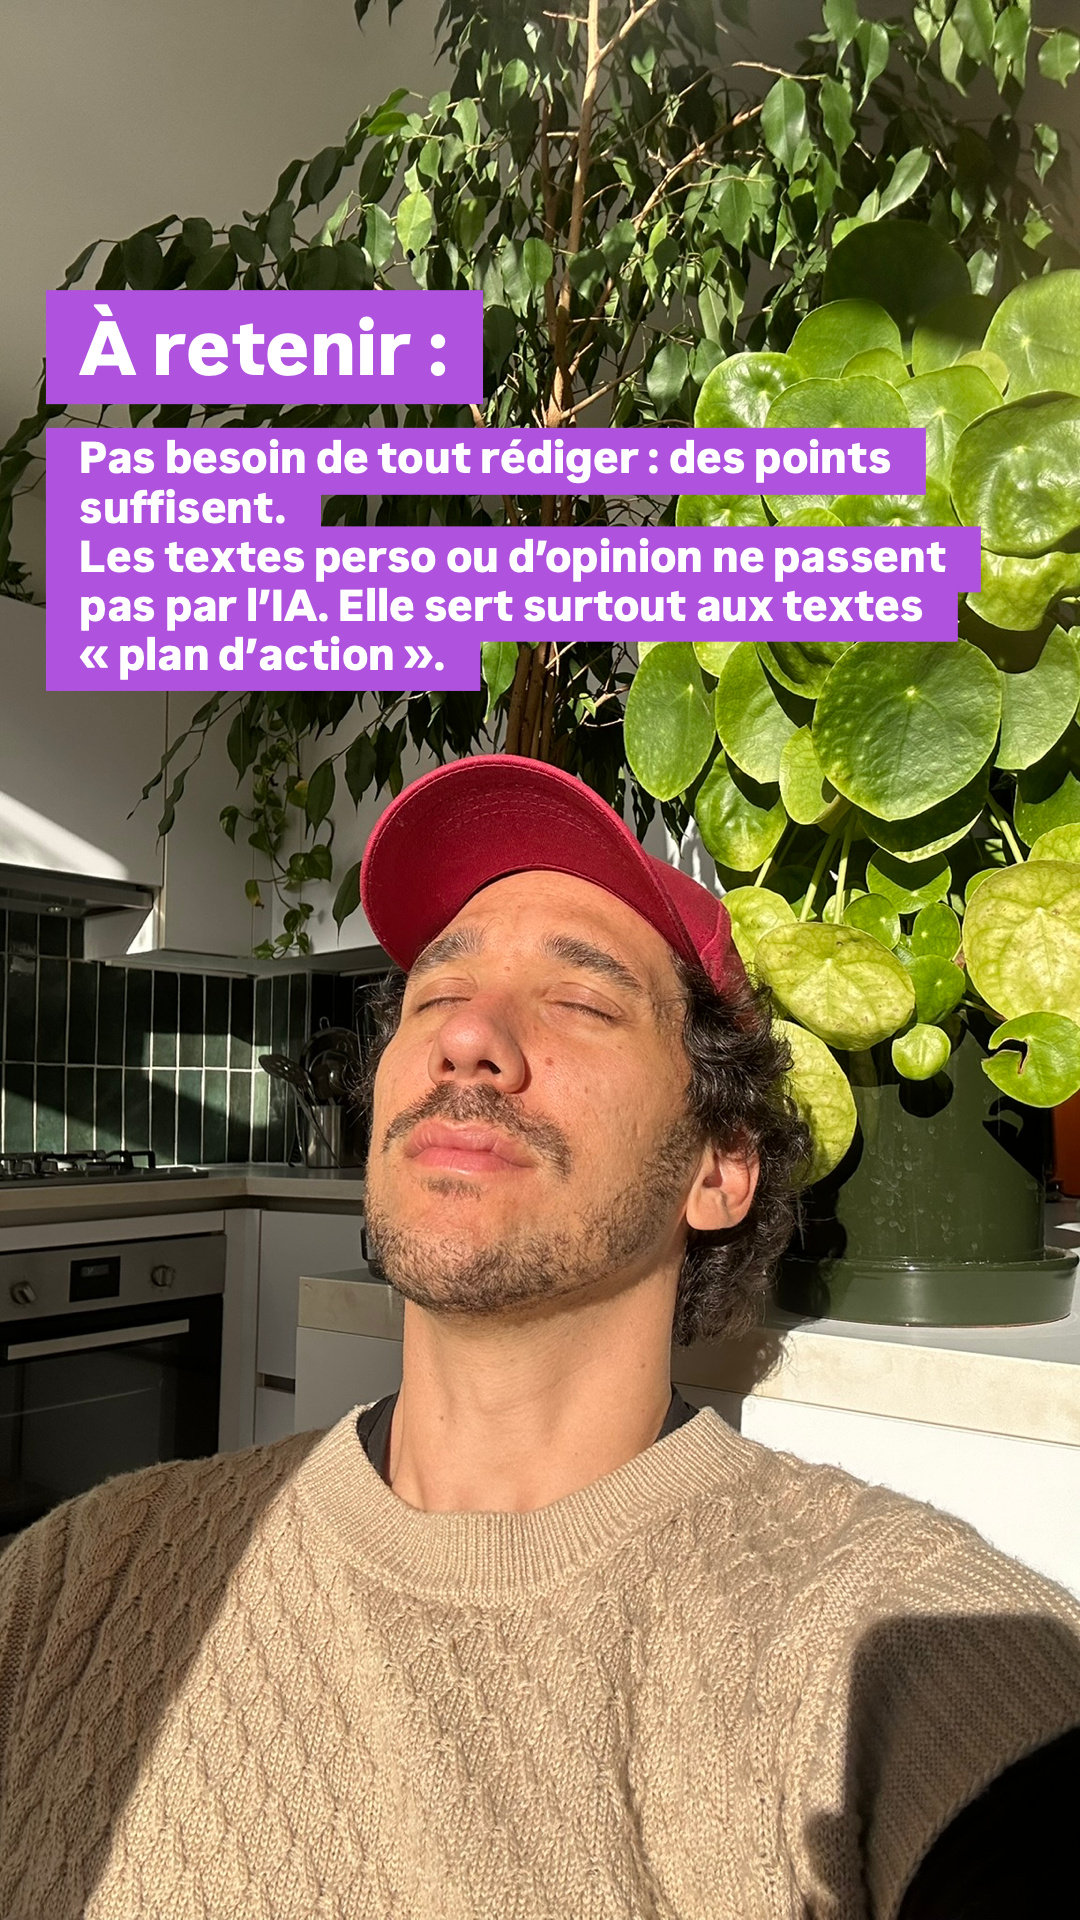 À retenir :
Pas besoin de tout rédiger : des points
suffisent.
Les textes perso ou d’opinion ne passent
pas par l’IA. Elle sert surtout aux textes
« plan d’action ».